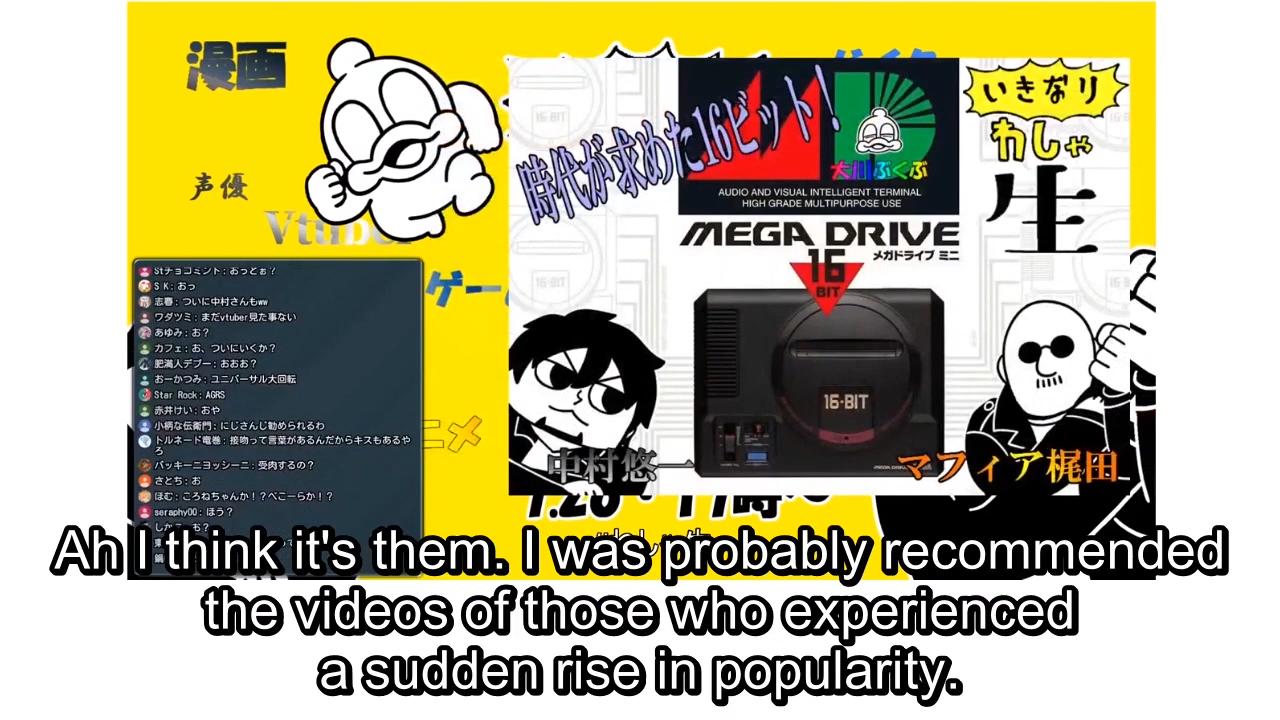 漫画
声優
Vtuber
ゲー
ニメ
時代が求めた16ビット!
大川ぶくぶ
AUDIO AND VISUAL INTELLIGENT TERMINAL
HIGH GRADE MULTIPURPOSE USE
いきなり
わしゃ
生
MEGA DRIVE
メガドライブ ミニ
16
BIT
16-BIT
中村悠一
マフィア梶田
Stチョコミント: おっとぉ?
S K: おっ
志春: ついに中村さんもww
ワダツミ: まだvtuber見た事ない
あゆみ: お?
カフェ: お、ついにいくか?
肥満人デブー: おおお?
おーかつみ: ユニバーサル大回転
Star Rock: AGRS
赤井けい: おや
小柄な伝衛門: にじさんじ勧められるわ
トルネード竜巻: 接吻って言葉があるんだからキスもあるや
ろ
バッキーニヨッシーニ: 受肉するの?
さとち: お
ほむ: ころねちゃんか!?ぺこーらか!?
seraphy00: ほう?
Ah I think it's them. I was probably recommended
the videos of those who experienced
a sudden rise in popularity.